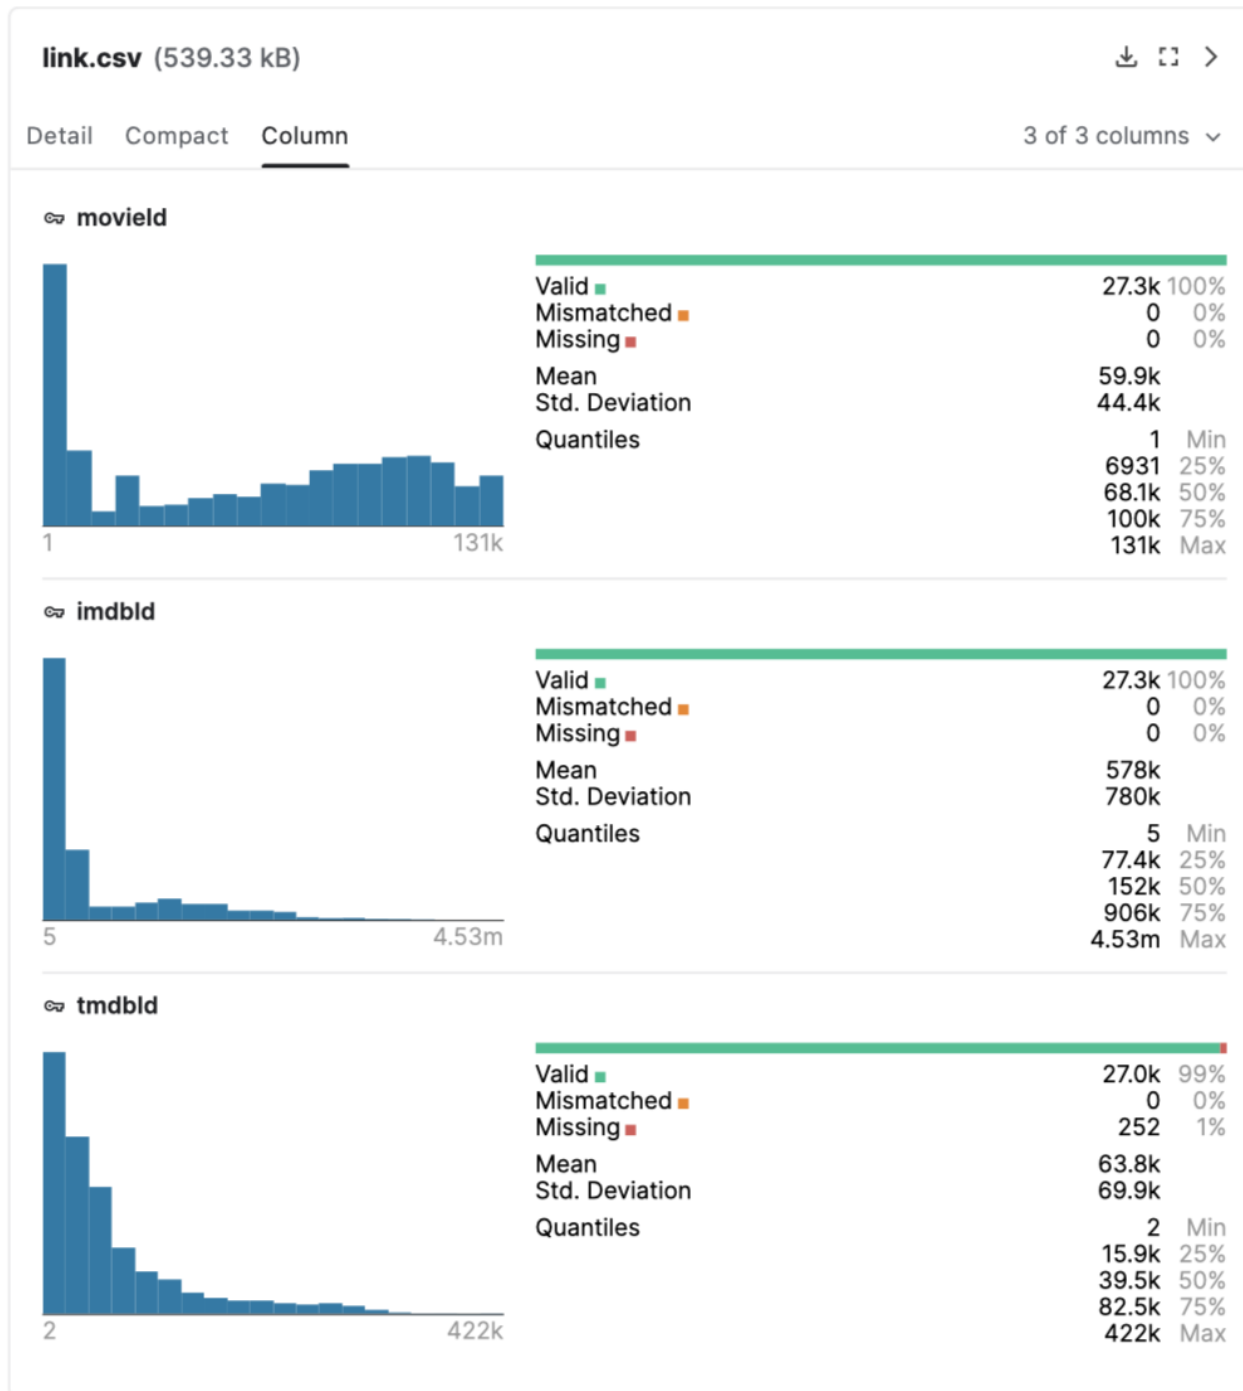 link.csv (539.33 kB)
Detail Compact Column 3 of 3 columns
movieId
Valid 27.3k 100%
Mismatched 0 0%
Missing 0 0%
Mean 59.9k
Std. Deviation 44.4k
Quantiles 1 Min
6931 25%
68.1k 50%
100k 75%
131k Max
1 131k
imdbId
Valid 27.3k 100%
Mismatched 0 0%
Missing 0 0%
Mean 578k
Std. Deviation 780k
Quantiles 5 Min
77.4k 25%
152k 50%
906k 75%
4.53m Max
5 4.53m
tmdbId
Valid 27.0k 99%
Mismatched 0 0%
Missing 252 1%
Mean 63.8k
Std. Deviation 69.9k
Quantiles 2 Min
15.9k 25%
39.5k 50%
82.5k 75%
422k Max
2 422k